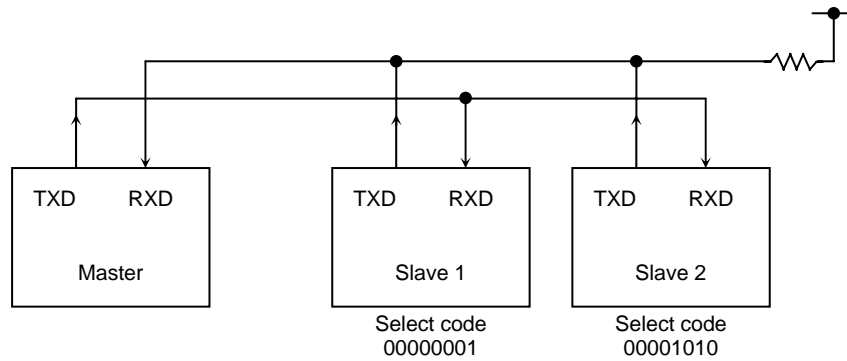 TXD RXD TXD RXD TXD RXD
Master Slave 1 Slave 2
Select code Select code
00000001 00001010